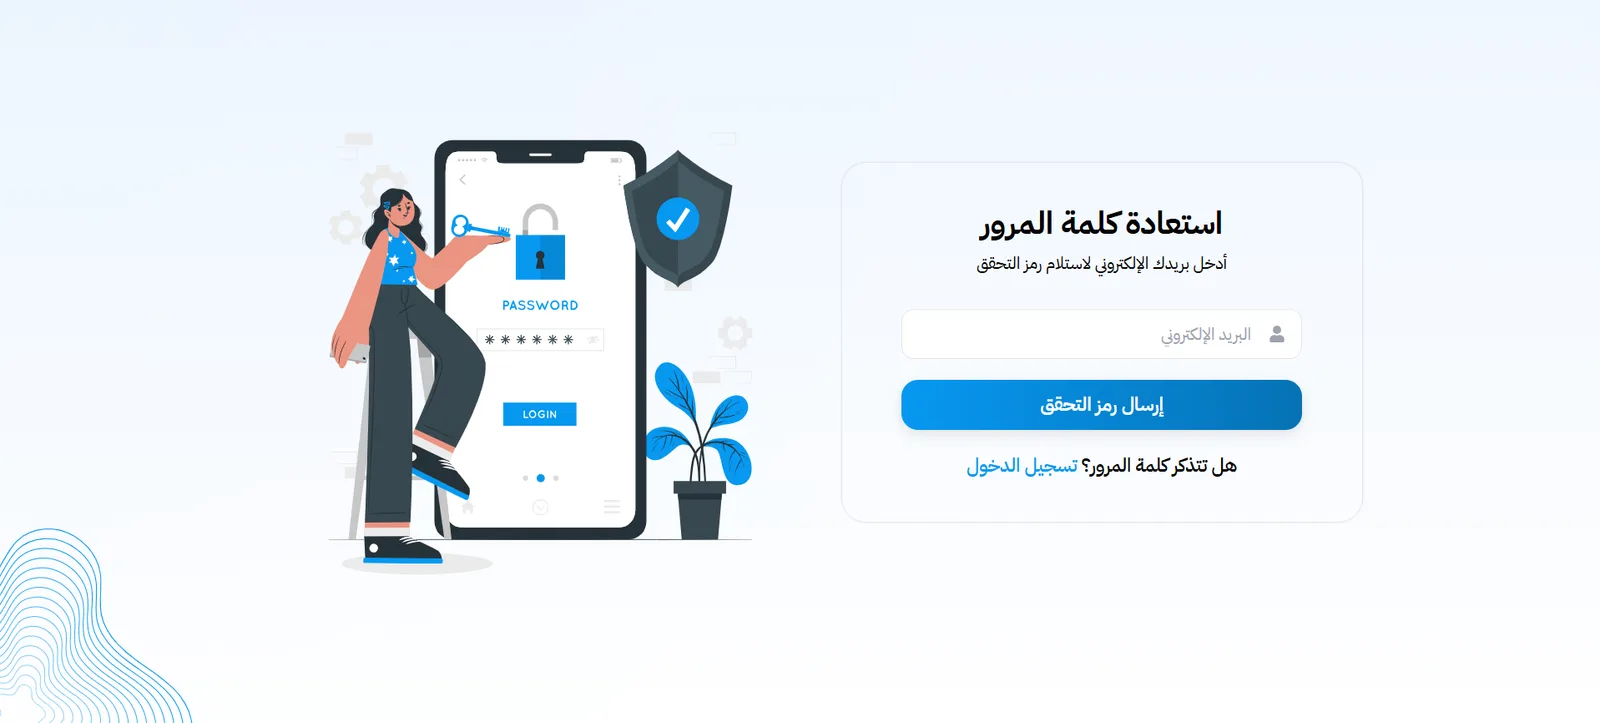 استعادة كلمة المرور
أدخل بريدك الإلكتروني لاستلام رمز التحقق
البريد الإلكتروني
إرسال رمز التحقق
هل تتذكر كلمة المرور؟ تسجيل الدخول
PASSWORD
******
LOGIN